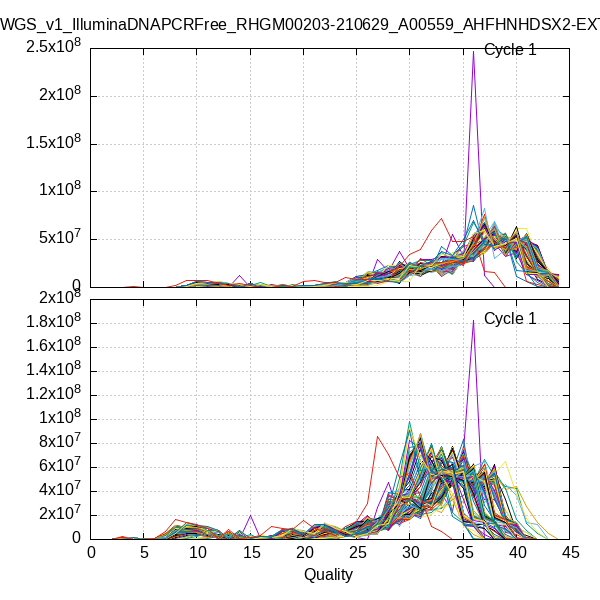 WGS_v1_IlluminaDNAPCRFree_RHGM00203-210629_A00559_AHFHNHDSX2-EXT
2.5x10^8
2x10^8
1.5x10^8
1x10^8
5x10^7
0
Cycle 1
2x10^8
1.8x10^8
1.6x10^8
1.4x10^8
1.2x10^8
1x10^8
8x10^7
6x10^7
4x10^7
2x10^7
0
Cycle 1
0 5 10 15 20 25 30 35 40 45
Quality